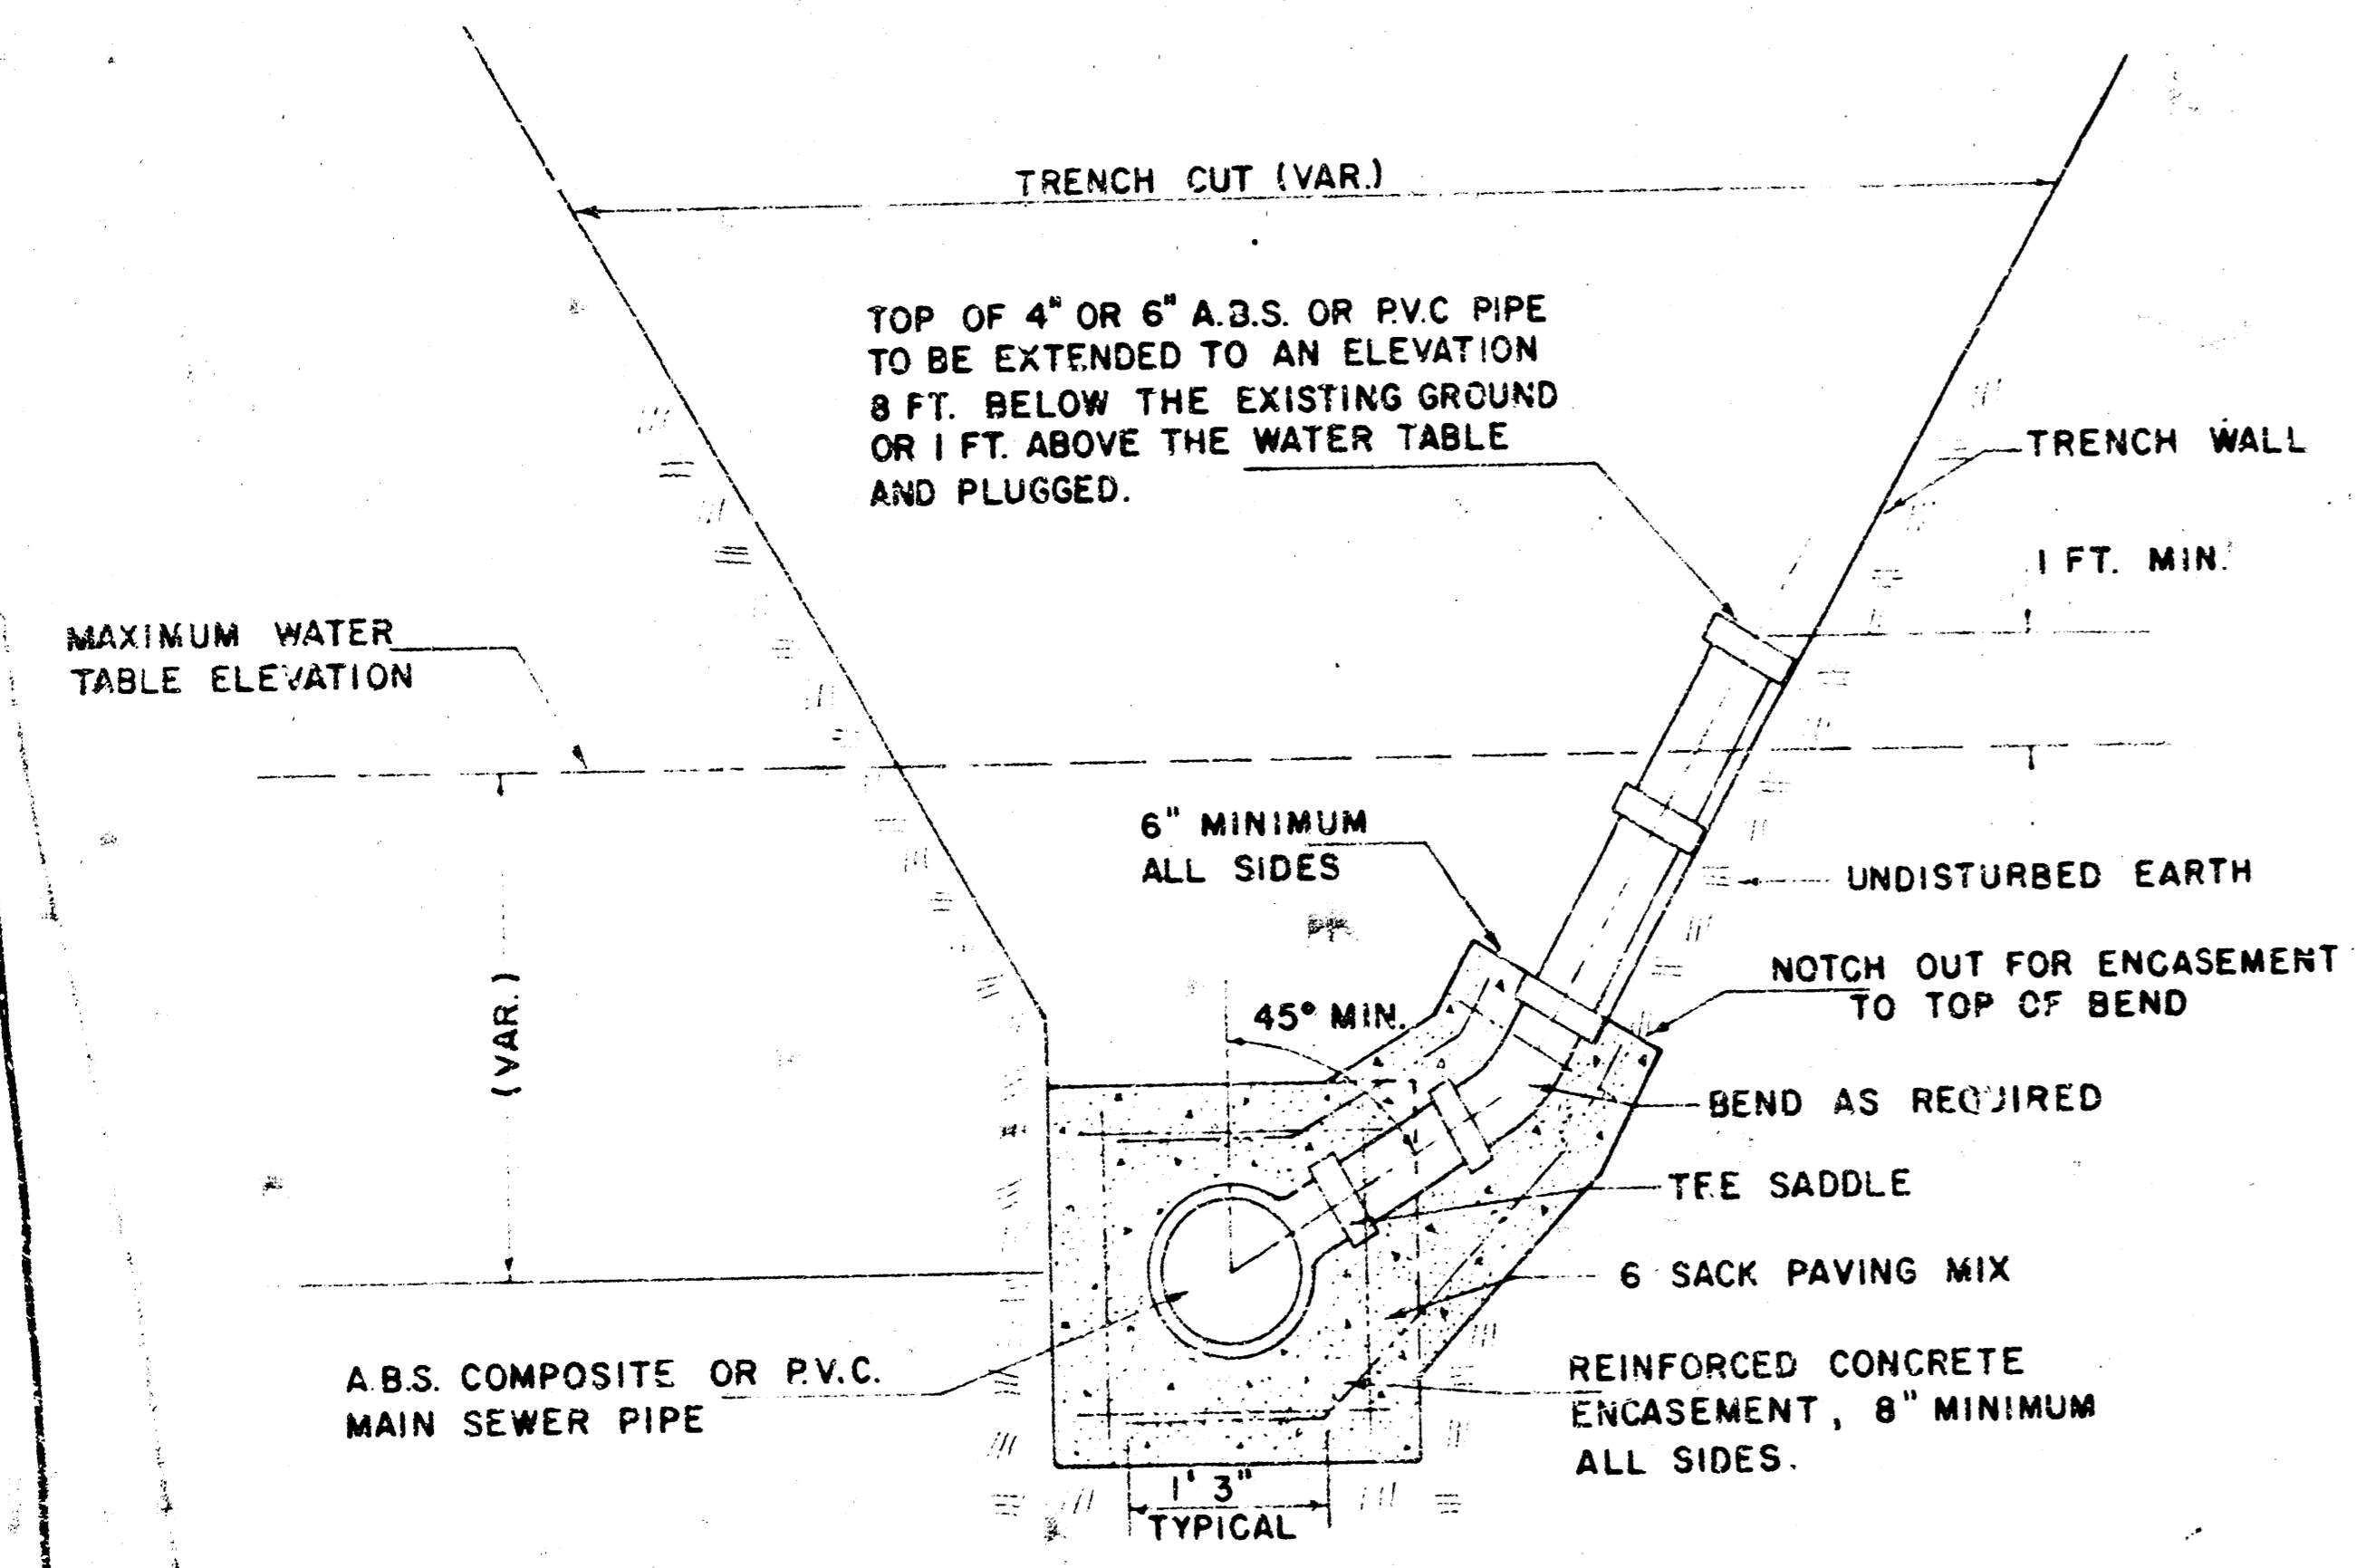 TRENCH CUT (VAR.)
TOP OF 4" OR 6" A.B.S. OR P.V.C PIPE
TO BE EXTENDED TO AN ELEVATION
8 FT. BELOW THE EXISTING GROUND
OR 1 FT. ABOVE THE WATER TABLE
AND PLUGGED.
TRENCH WALL
1 FT. MIN.
MAXIMUM WATER
TABLE ELEVATION
6" MINIMUM
ALL SIDES
UNDISTURBED EARTH
NOTCH OUT FOR ENCASEMENT
TO TOP OF BEND
45° MIN.
(VAR.)
BEND AS REQUIRED
TEE SADDLE
6 SACK PAVING MIX
A.B.S. COMPOSITE OR P.V.C.
MAIN SEWER PIPE
REINFORCED CONCRETE
ENCASEMENT, 8" MINIMUM
ALL SIDES.
1' 3"
TYPICAL